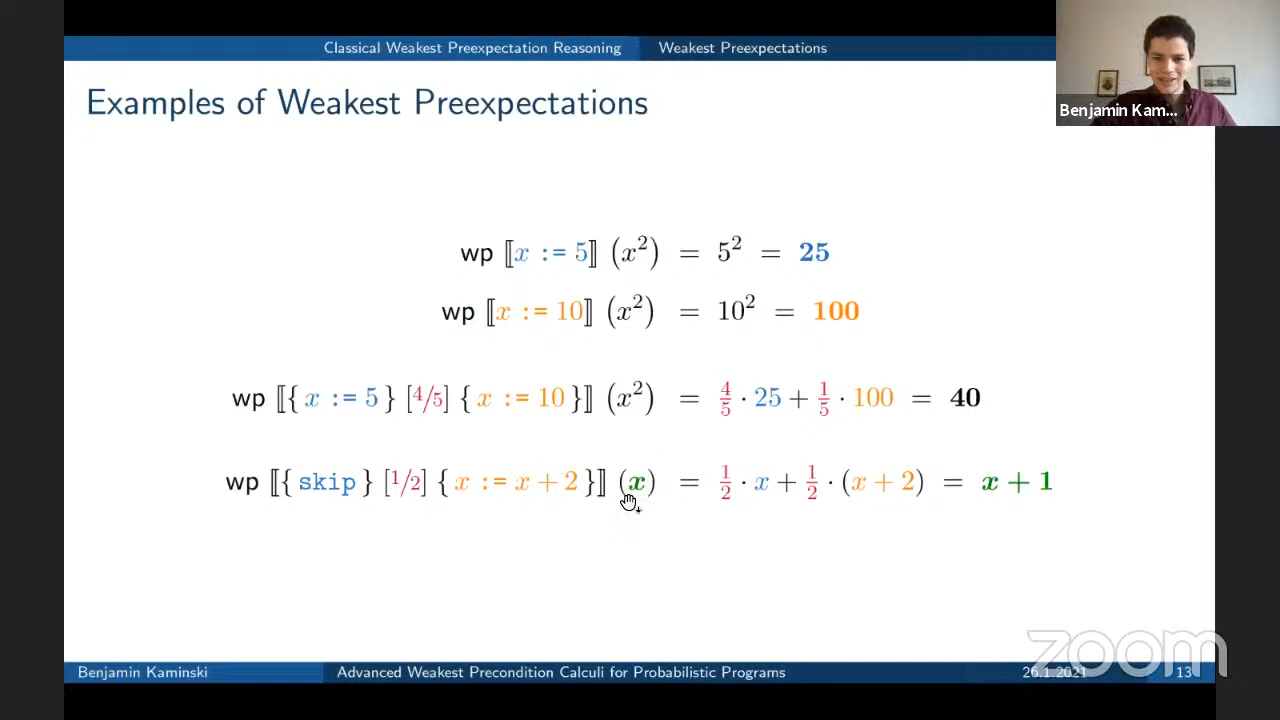 Classical Weakest Preexpectation Reasoning Weakest Preexpectations
Benjamin Kam...
Examples of Weakest Preexpectations
wp ⟦x := 5⟧ (x²) = 5² = 25
wp ⟦x := 10⟧ (x²) = 10² = 100
wp ⟦{ x := 5 } [4/5] { x := 10 }⟧ (x²) = 4/5 · 25 + 1/5 · 100 = 40
wp ⟦{ skip } [1/2] { x := x + 2 }⟧ (x) = 1/2 · x + 1/2 · (x + 2) = x + 1
zoom
Benjamin Kaminski Advanced Weakest Precondition Calculi for Probabilistic Programs 26.1.2021 13